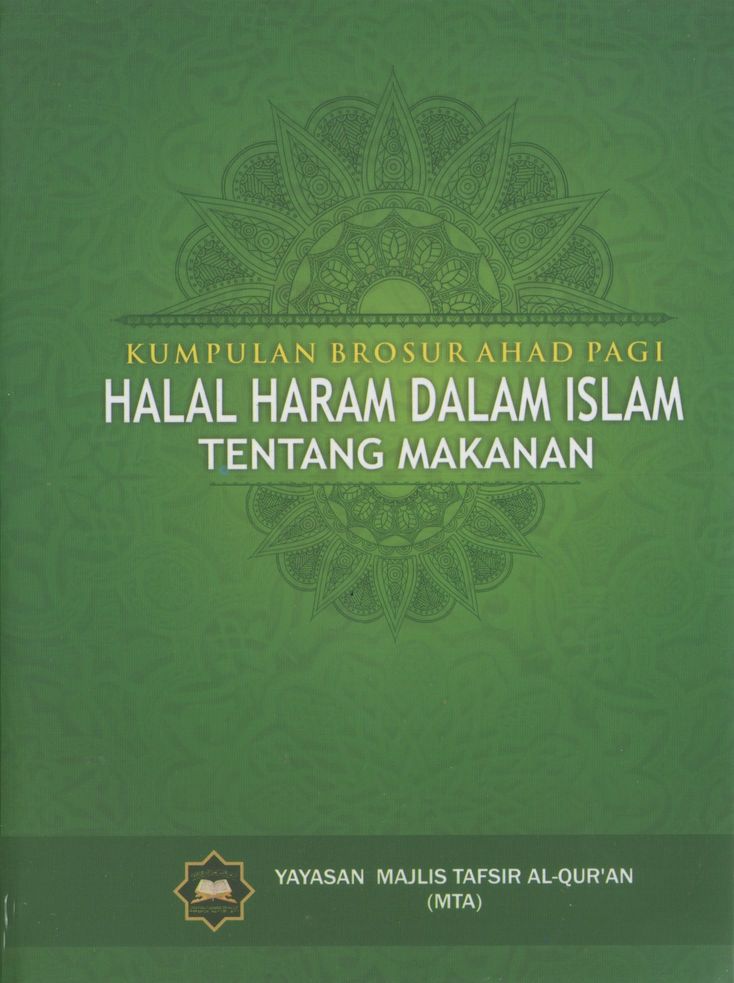 KUMPULAN BROSUR AHAD PAGI
HALAL HARAM DALAM ISLAM
TENTANG MAKANAN
YAYASAN MAJLIS TAFSIR AL-QUR'AN
(MTA)